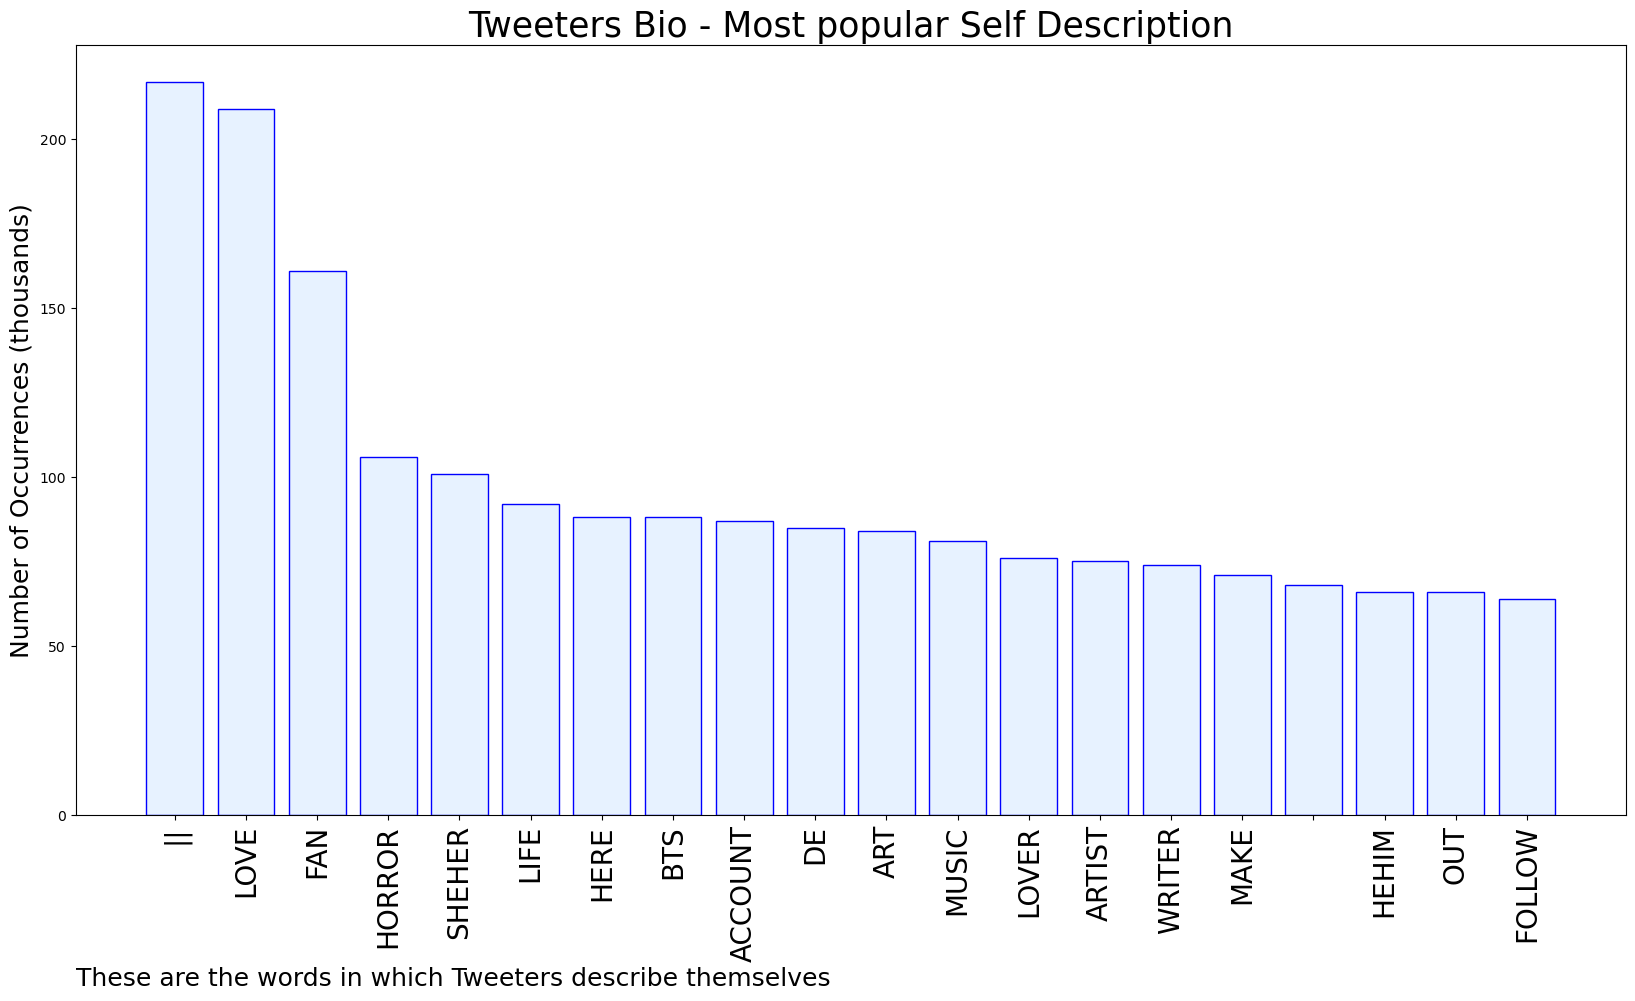 Tweeters Bio - Most popular Self Description
Number of Occurrences (thousands)
200
150
100
50
0
||
LOVE
FAN
HORROR
SHEHER
LIFE
HERE
BTS
ACCOUNT
DE
ART
MUSIC
LOVER
ARTIST
WRITER
MAKE
HEHIM
OUT
FOLLOW
These are the words in which Tweeters describe themselves